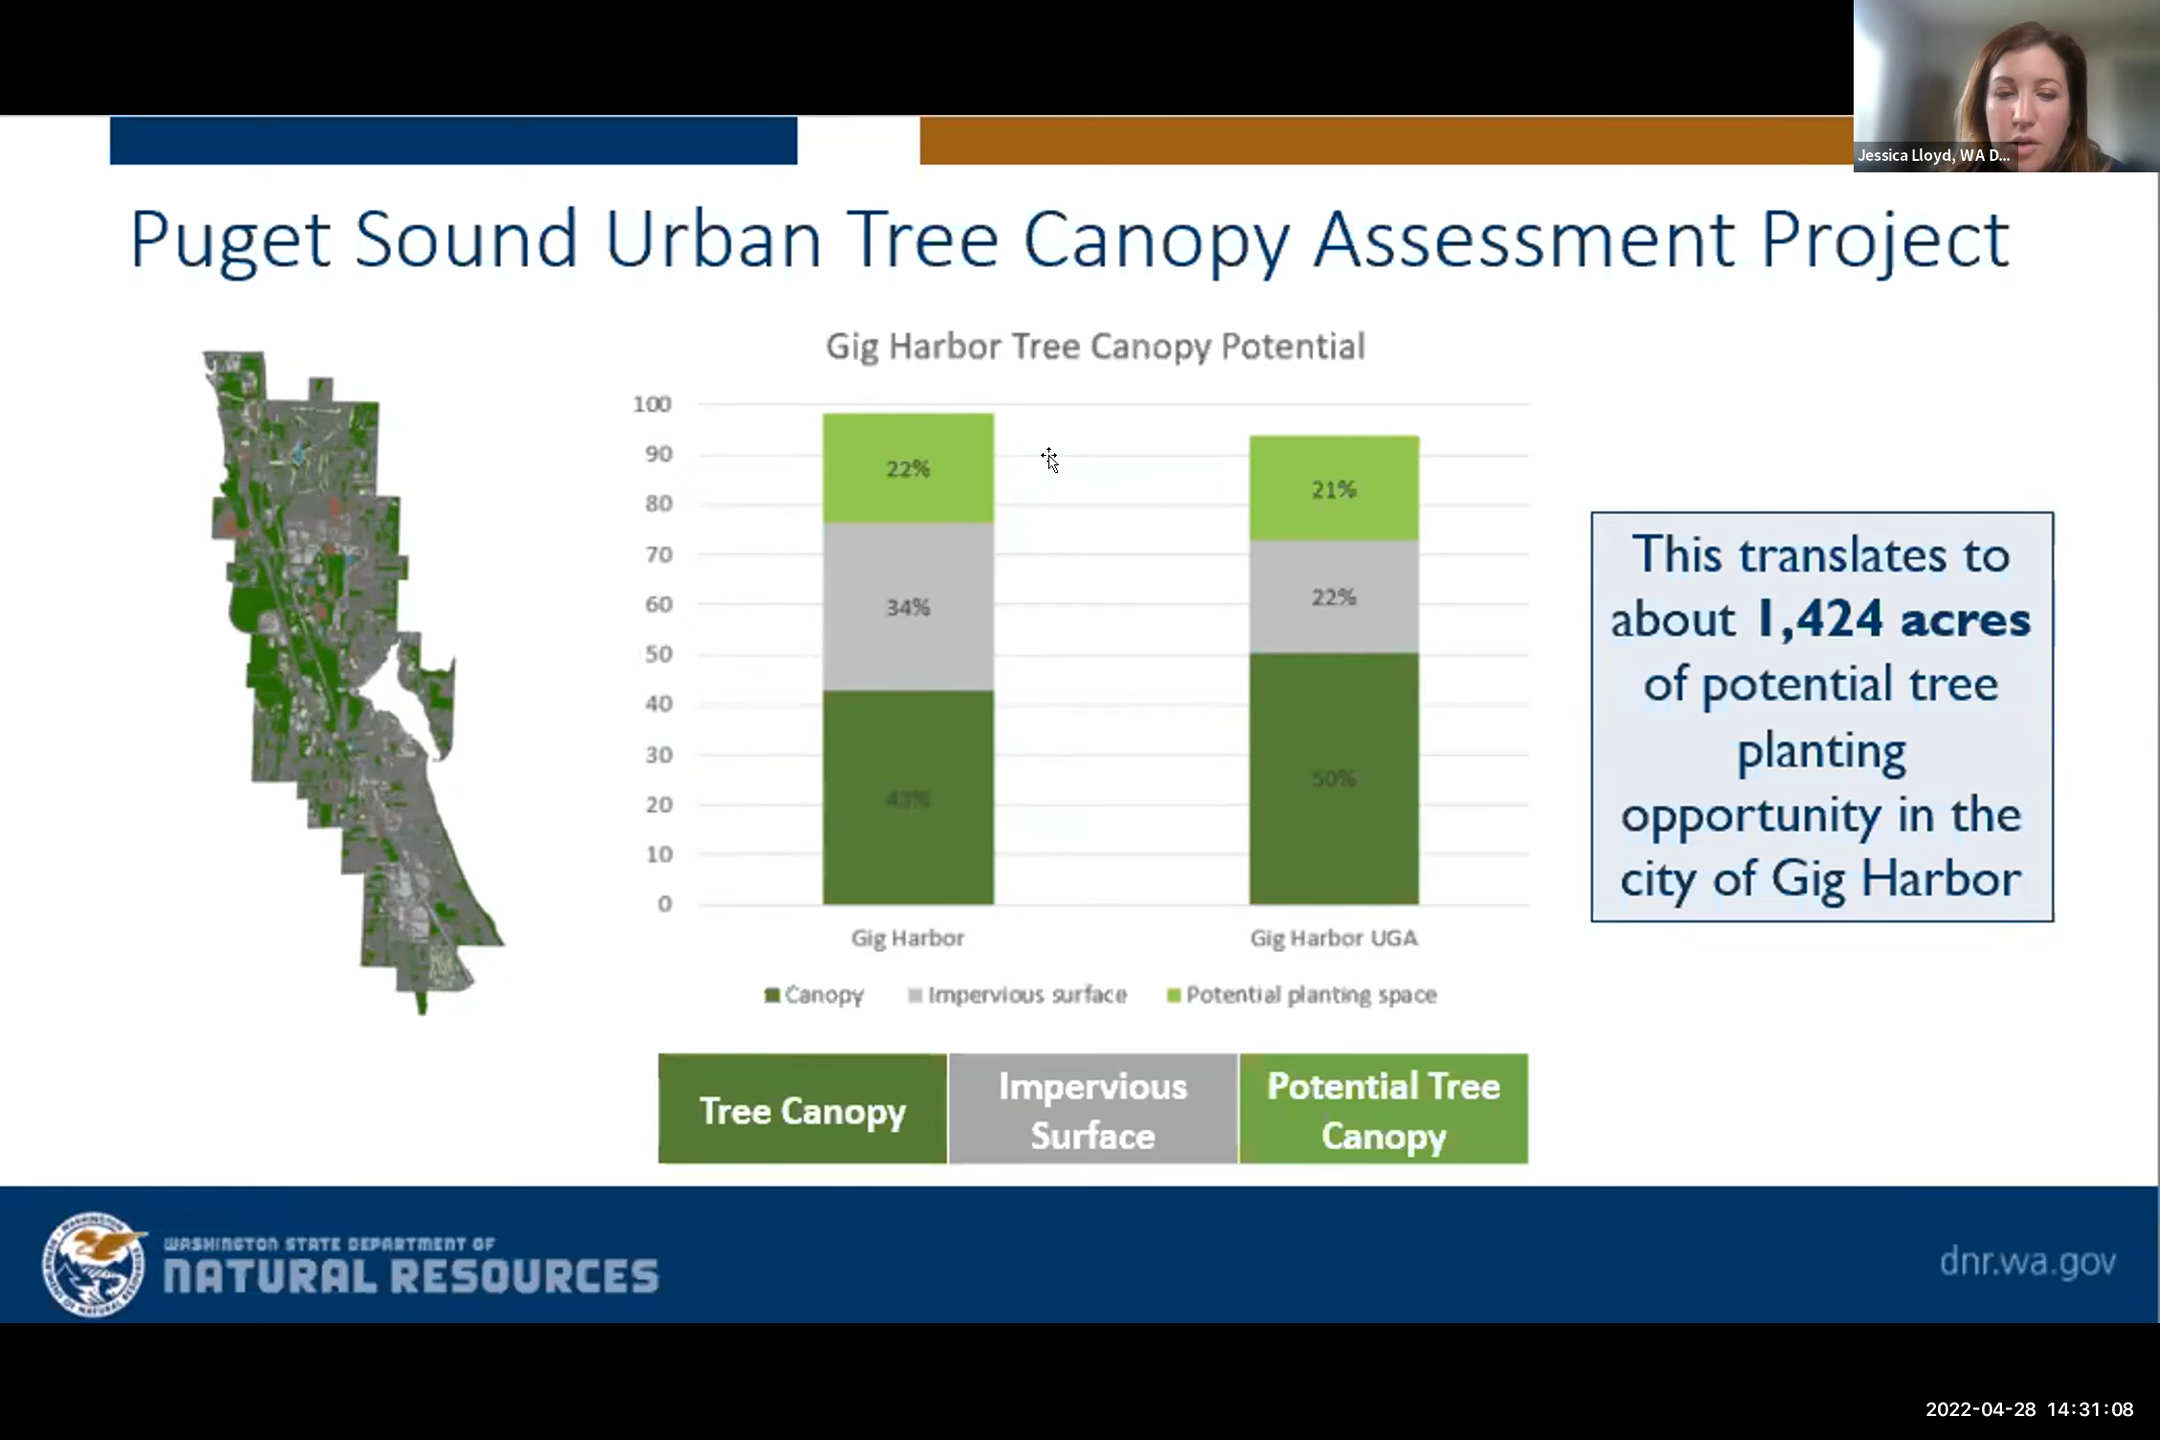 Jessica Lloyd, WA D...
Puget Sound Urban Tree Canopy Assessment Project
Gig Harbor Tree Canopy Potential
100
90
80
70
60
50
40
30
20
10
0
22%
34%
43%
21%
22%
50%
Gig Harbor
Gig Harbor UGA
Canopy
Impervious surface
Potential planting space
Tree Canopy
Impervious
Surface
Potential Tree
Canopy
This translates to
about 1,424 acres
of potential tree
planting
opportunity in the
city of Gig Harbor
WASHINGTON STATE DEPARTMENT OF
NATURAL RESOURCES
dnr.wa.gov
2022-04-28 14:31:08